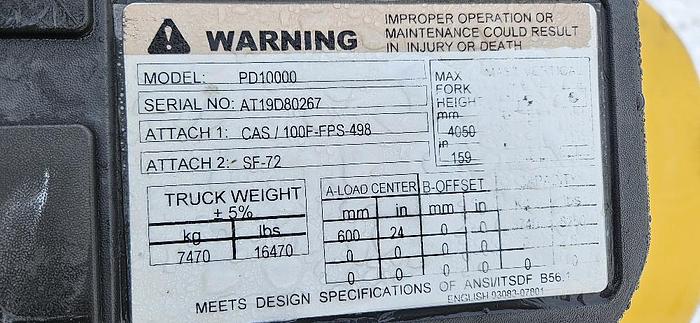 WARNING
IMPROPER OPERATION OR
MAINTENANCE COULD RESULT
IN INJURY OR DEATH
MODEL: PD10000
SERIAL NO: AT19D80267
ATTACH 1: CAS / 100F-FPS-498
ATTACH 2: SF-72
MAX
FORK
HEIGH
mm
4050
in
159
TRUCK WEIGHT
± 5%
kg lbs
7470 16470
A-LOAD CENTER B-OFFSET
mm in mm in
600 24 0 0
0 0 0 0
0 0 0 0
MEETS DESIGN SPECIFICATIONS OF ANSI/ITSDF B56.1
ENGLISH 93083-07801